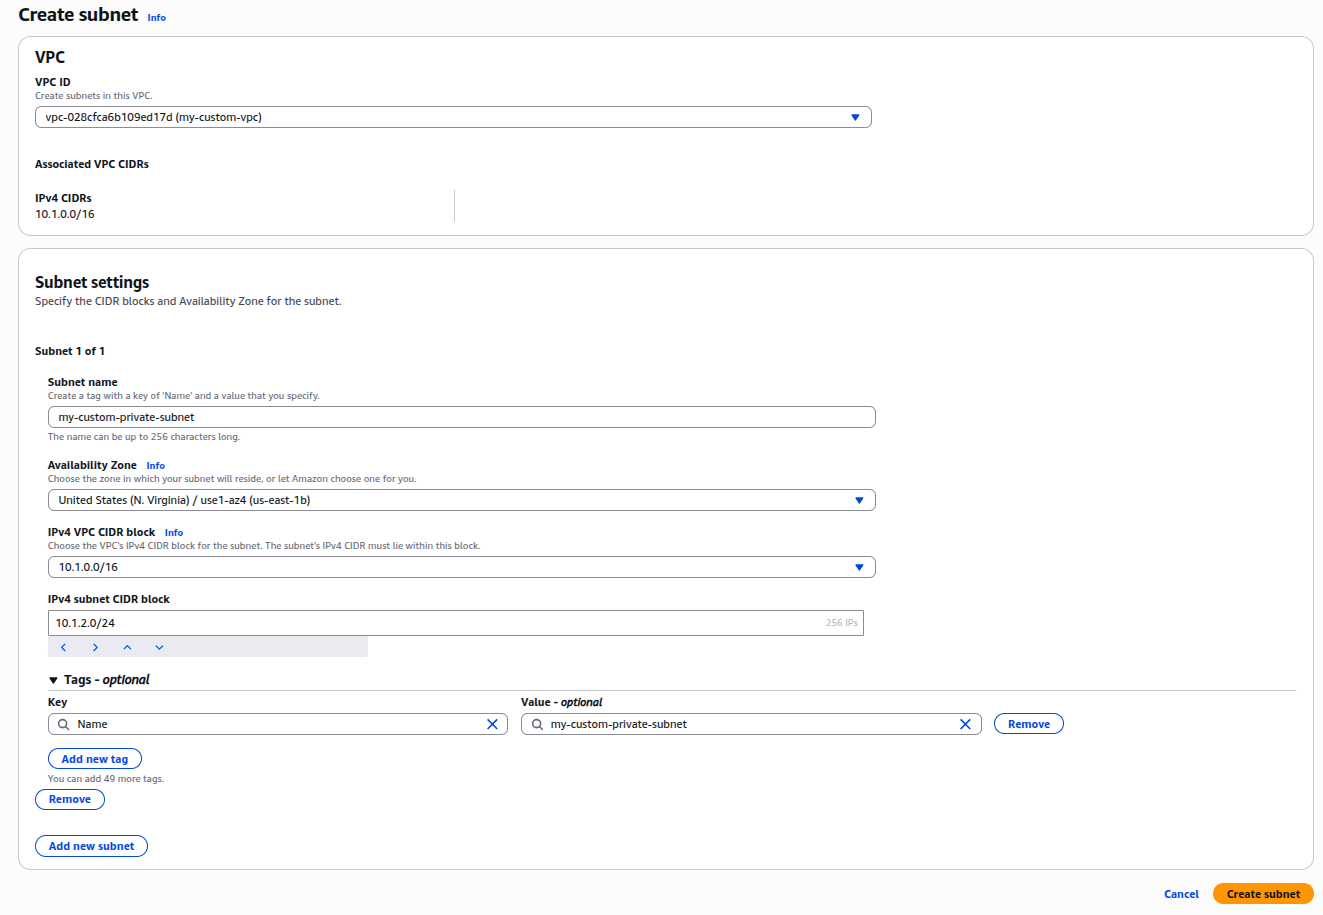 Create subnet Info
VPC
VPC ID
Create subnets in this VPC.
vpc-028cfca6b109ed17d (my-custom-vpc)
Associated VPC CIDRs
IPv4 CIDRs
10.1.0.0/16
Subnet settings
Specify the CIDR blocks and Availability Zone for the subnet.
Subnet 1 of 1
Subnet name
Create a tag with a key of 'Name' and a value that you specify.
my-custom-private-subnet
The name can be up to 256 characters long.
Availability Zone Info
Choose the zone in which your subnet will reside, or let Amazon choose one for you.
United States (N. Virginia) / use1-az4 (us-east-1b)
IPv4 VPC CIDR block Info
Choose the VPC's IPv4 CIDR block for the subnet. The subnet's IPv4 CIDR must lie within this block.
10.1.0.0/16
IPv4 subnet CIDR block
10.1.2.0/24 256 IPs
Tags - optional
Key Value - optional
Name my-custom-private-subnet Remove
Add new tag
You can add 49 more tags.
Remove
Add new subnet
Cancel Create subnet